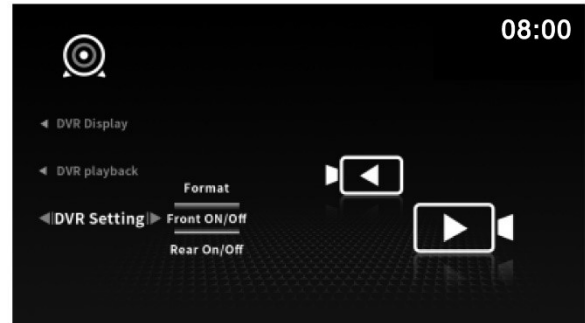 08:00
DVR Display
DVR playback
Format
DVR Setting
Front ON/Off
Rear On/Off